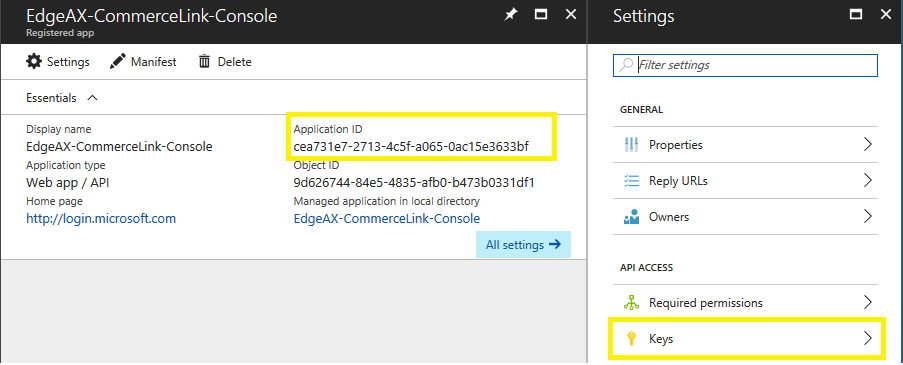 EdgeAX-CommerceLink-Console
Registered app
Settings
Manifest
Delete
Essentials
Display name
EdgeAX-CommerceLink-Console
Application type
Web app / API
Home page
http://login.microsoft.com
Application ID
cea731e7-2713-4c5f-a065-0ac15e3633bf
Object ID
9d626744-84e5-4835-afb0-b473b0331df1
Managed application in local directory
EdgeAX-CommerceLink-Console
All settings
Settings
Filter settings
GENERAL
Properties
Reply URLs
Owners
API ACCESS
Required permissions
Keys